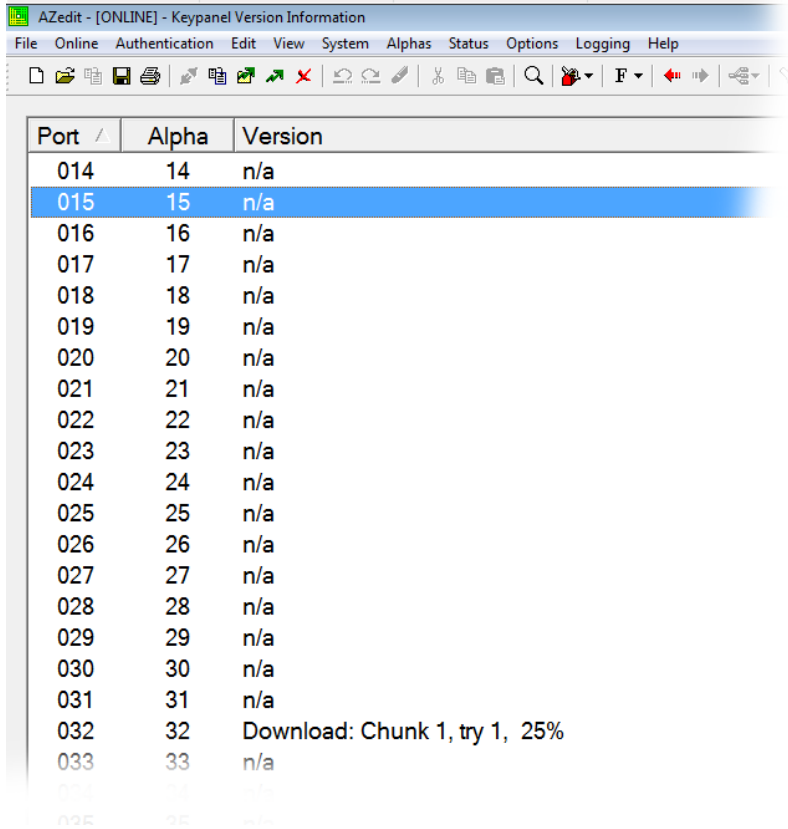 AZedit - [ONLINE] - Keypanel Version Information
File Online Authentication Edit View System Alphas Status Options Logging Help
F
Port Alpha Version
014 14 n/a
015 15 n/a
016 16 n/a
017 17 n/a
018 18 n/a
019 19 n/a
020 20 n/a
021 21 n/a
022 22 n/a
023 23 n/a
024 24 n/a
025 25 n/a
026 26 n/a
027 27 n/a
028 28 n/a
029 29 n/a
030 30 n/a
031 31 n/a
032 32 Download: Chunk 1, try 1, 25%
033 33 n/a